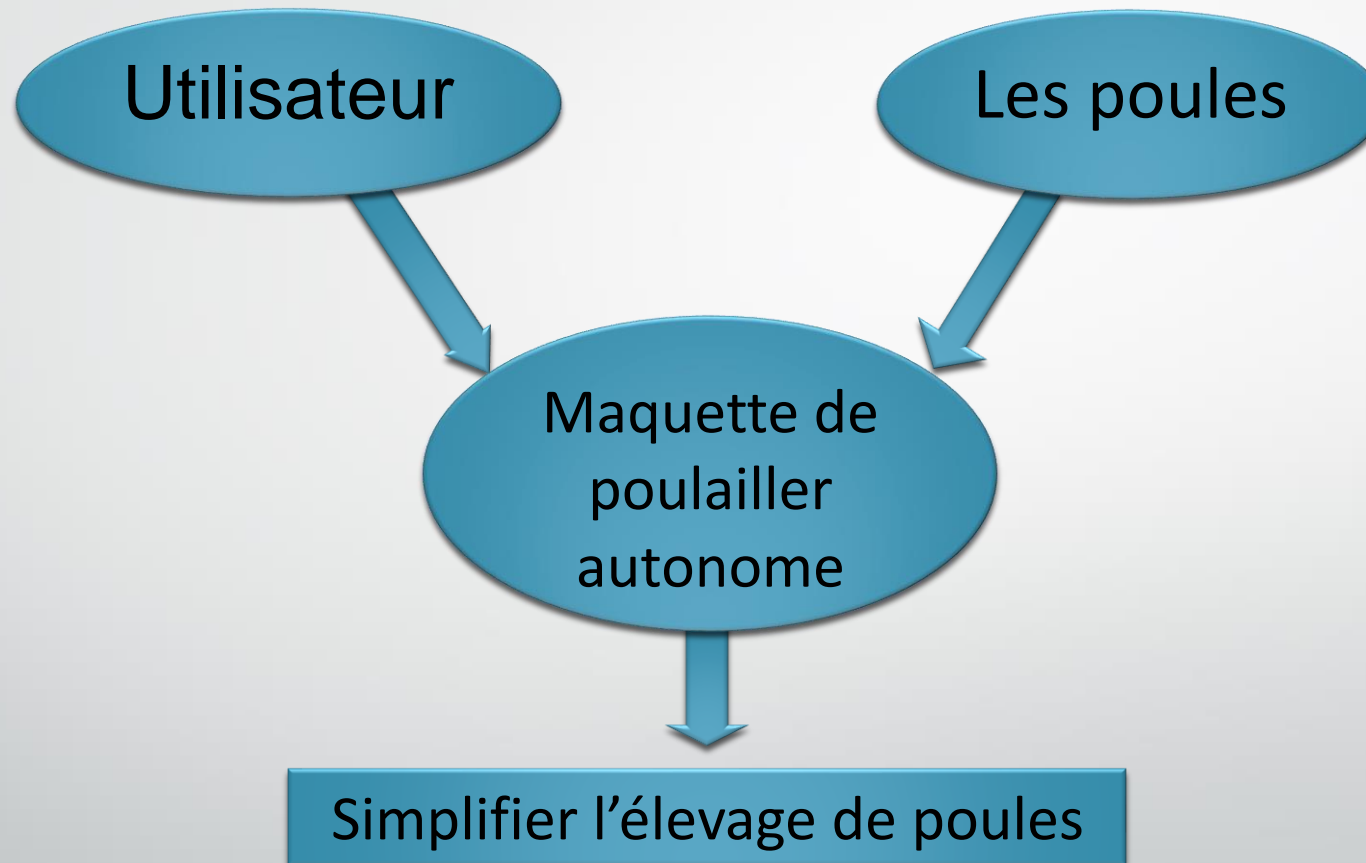 Utilisateur
Les poules
Maquette de
poulailler
autonome
Simplifier l’élevage de poules